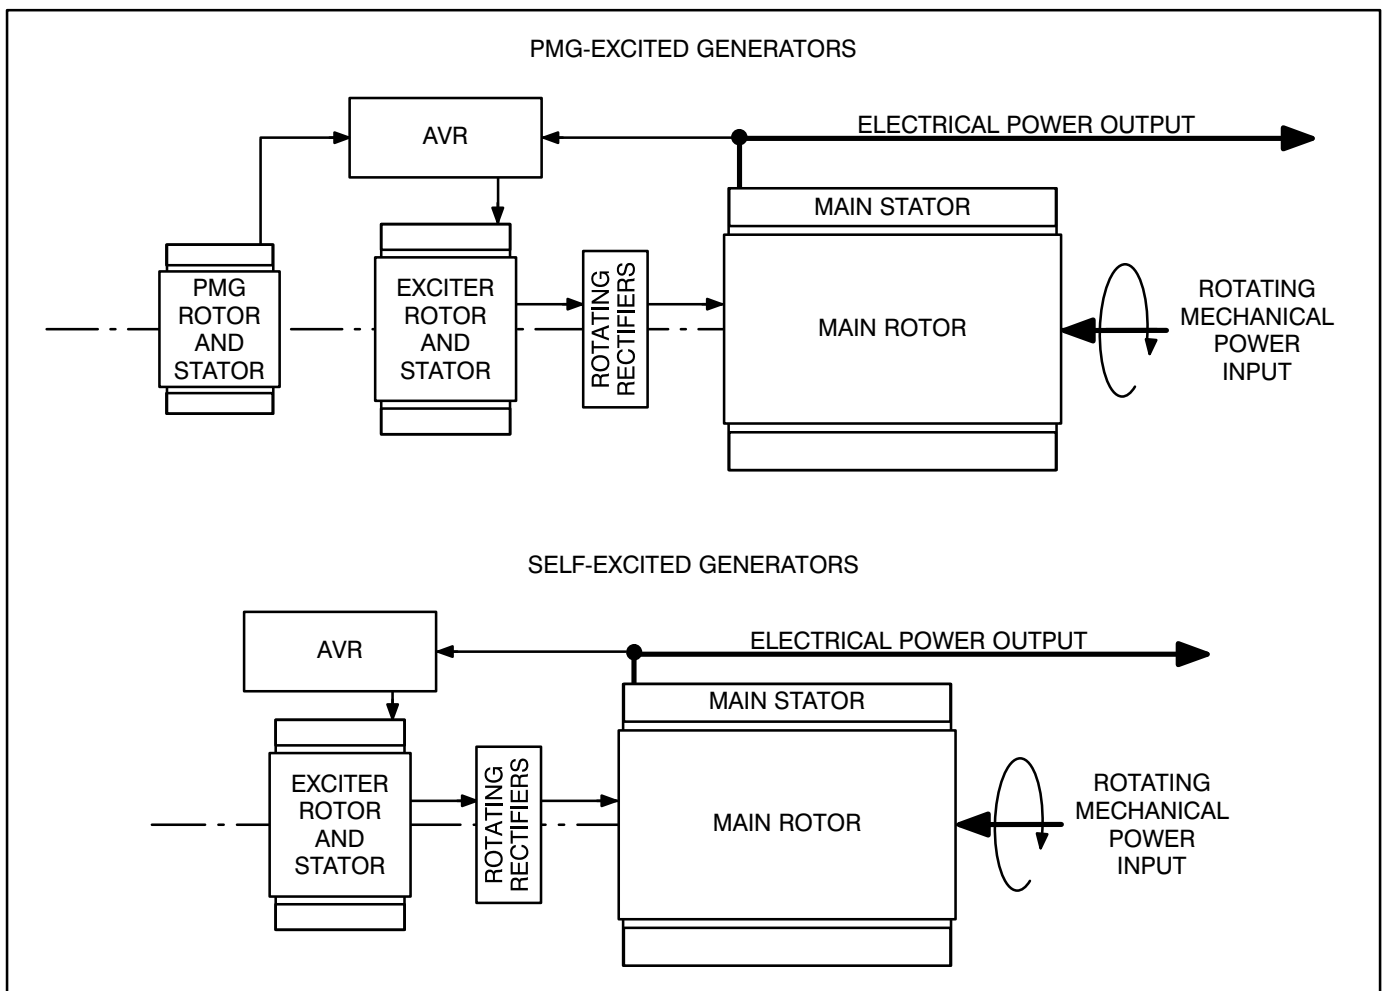 PMG-EXCITED GENERATORS
AVR
ELECTRICAL POWER OUTPUT
MAIN STATOR
PMG
ROTOR
AND
STATOR
EXCITER
ROTOR
AND
STATOR
ROTATING
RECTIFIERS
MAIN ROTOR
ROTATING
MECHANICAL
POWER
INPUT
SELF-EXCITED GENERATORS
AVR
ELECTRICAL POWER OUTPUT
MAIN STATOR
EXCITER
ROTOR
AND
STATOR
ROTATING
RECTIFIERS
MAIN ROTOR
ROTATING
MECHANICAL
POWER
INPUT